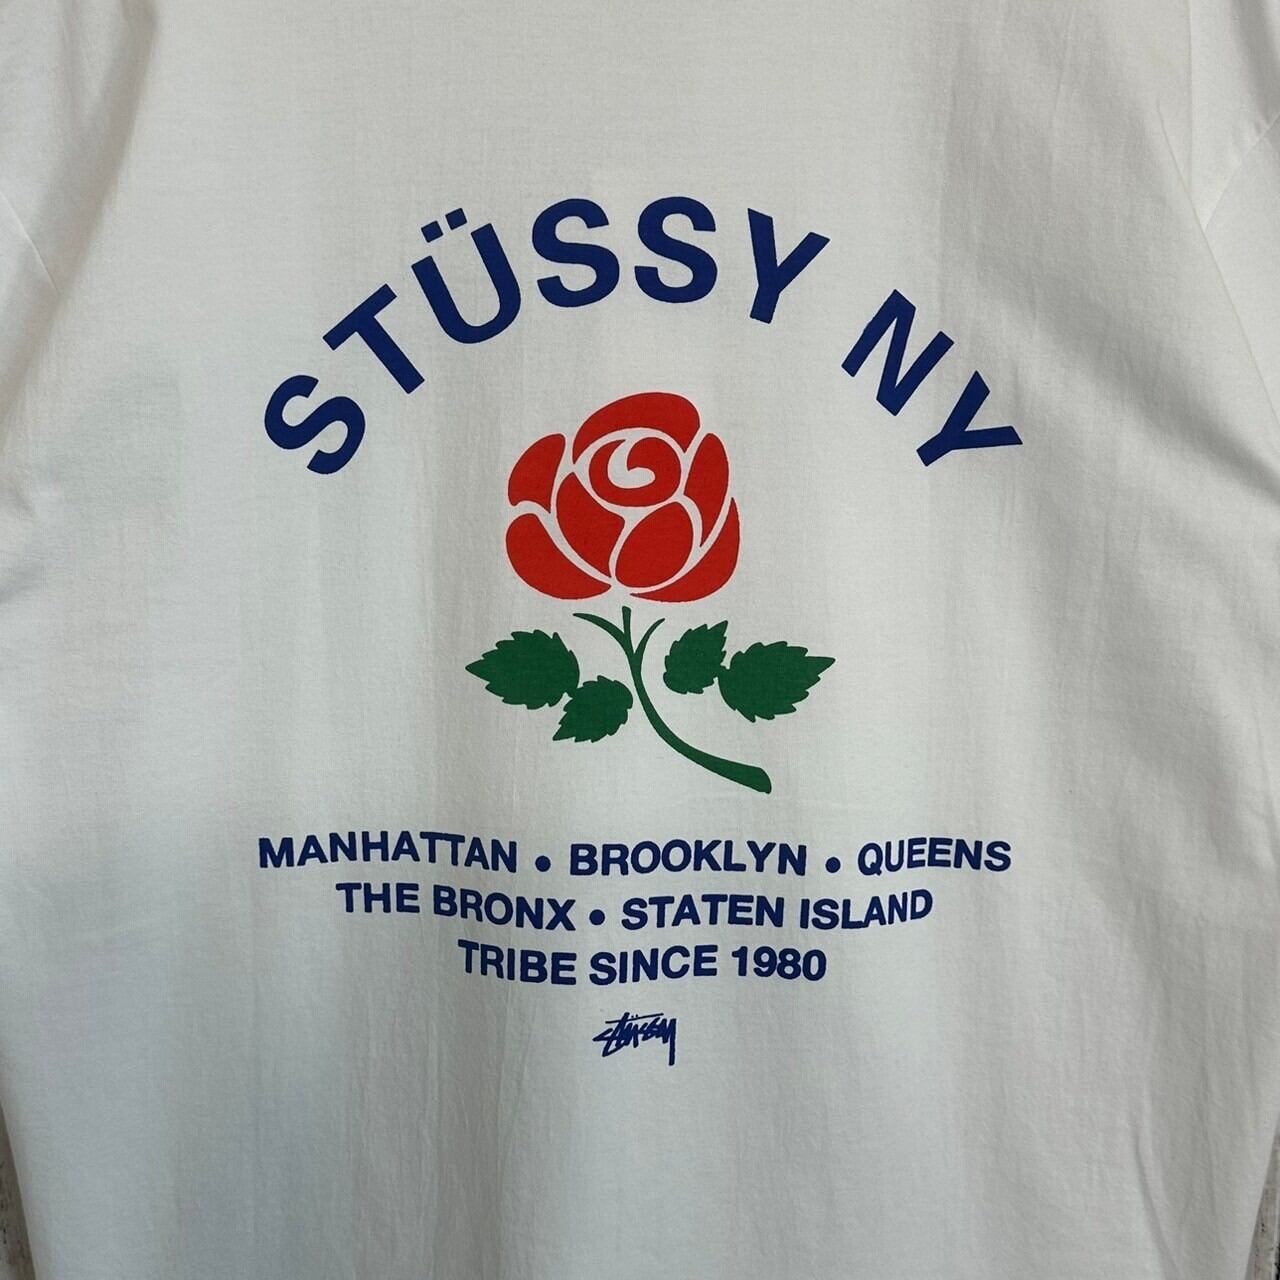 STÜSSY NY
MANHATTAN • BROOKLYN • QUEENS
THE BRONX • STATEN ISLAND
TRIBE SINCE 1980
Stüssy